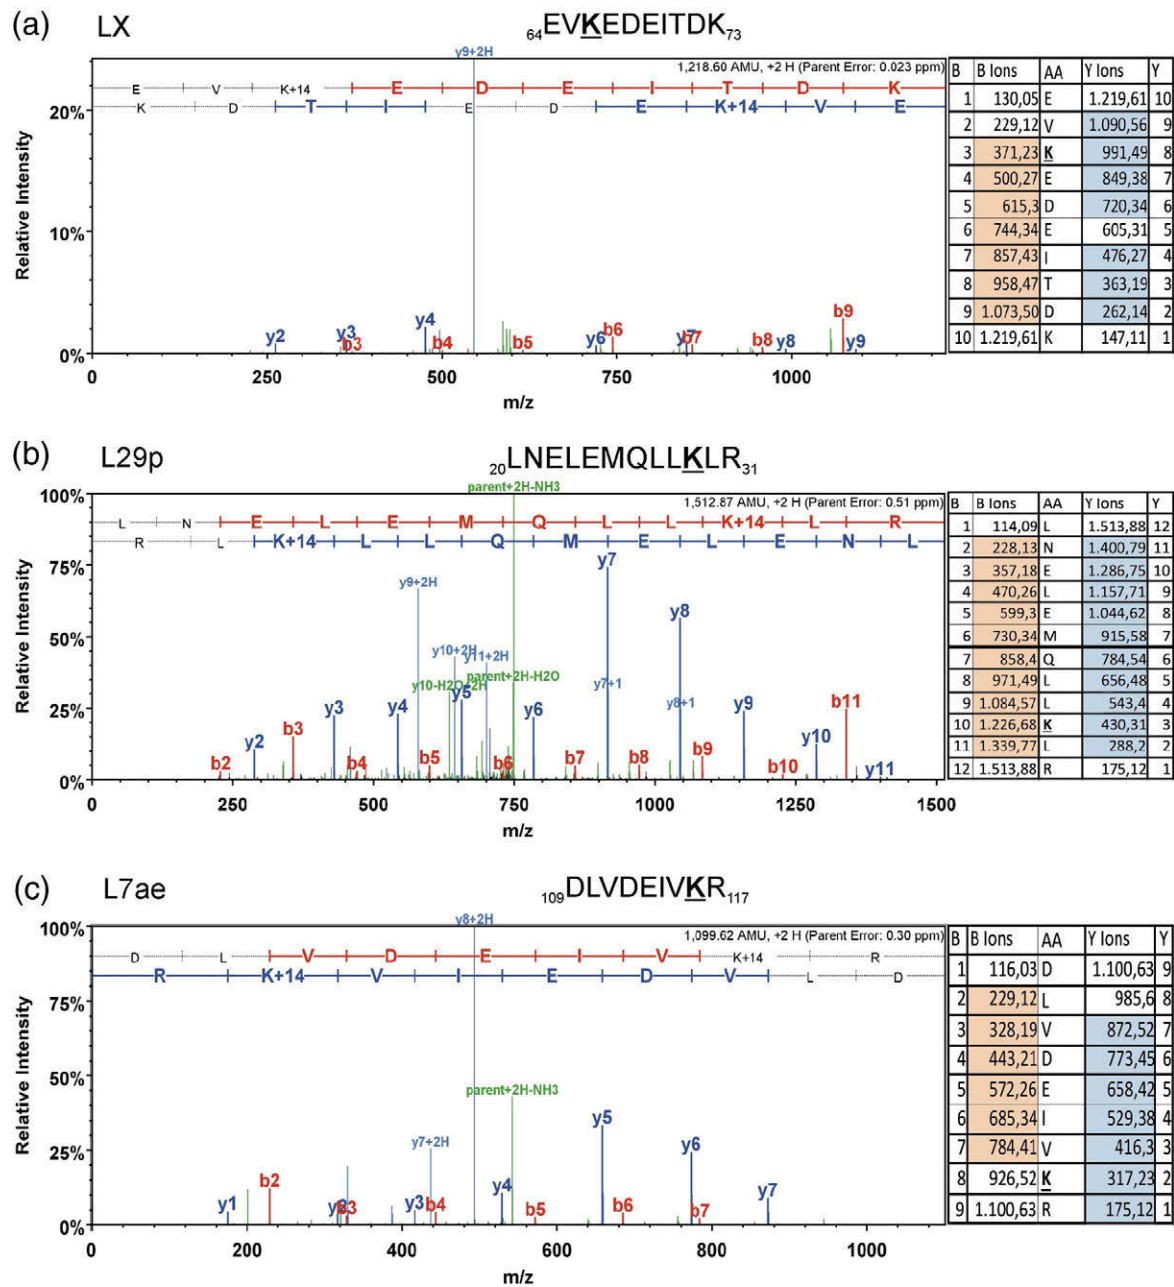 (a) LX
64EVKEDEITDK73
y9+2H
1,218.60 AMU, +2 H (Parent Error: 0.023 ppm)
E V K+14 E D E I T D K
K D T I E D E K+14 V E
20%
10%
0%
Relative Intensity
y2 y3 b3 y4 b4 b5 y6 b6 y7 b7 b8 y8 b9 y9
0 250 500 750 1000
m/z
B B Ions AA Y Ions Y
1 130,05 E 1.219,61 10
2 229,12 V 1.090,56 9
3 371,23 K 991,49 8
4 500,27 E 849,38 7
5 615,3 D 720,34 6
6 744,34 E 605,31 5
7 857,43 I 476,27 4
8 958,47 T 363,19 3
9 1.073,50 D 262,14 2
10 1.219,61 K 147,11 1
(b) L29p
20LNELEMQLLKLR31
parent+2H-NH3
1,512.87 AMU, +2 H (Parent Error: 0.51 ppm)
L N E L E M Q L L K+14 L R
R L K+14 L L Q M E L E N L
100%
75%
50%
25%
0%
Relative Intensity
y9+2H
y10+2H
y11+2H
y10-H2O+2H
parent+2H-H2O
y7+1
y8+1
b2 y2 b3 y3 b4 y4 b5 y5 b6 y6 b7 y7 b8 y8 b9 y9 b10 y10 b11 y11
0 250 500 750 1000 1250 1500
m/z
B B Ions AA Y Ions Y
1 114,09 L 1.513,88 12
2 228,13 N 1.400,79 11
3 357,18 E 1.286,75 10
4 470,26 L 1.157,71 9
5 599,3 E 1.044,62 8
6 730,34 M 915,58 7
7 858,4 Q 784,54 6
8 971,49 L 656,48 5
9 1.084,57 L 543,4 4
10 1.226,68 K 430,31 3
11 1.339,77 L 288,2 2
12 1.513,88 R 175,12 1
(c) L7ae
109DLVDEIVKR117
y8+2H
1,099.62 AMU, +2 H (Parent Error: 0.30 ppm)
D L V D E I V K+14 R
R K+14 V I E D V L D
100%
75%
50%
25%
0%
Relative Intensity
parent+2H-NH3
y7+2H
y1 b2 y2 b3 y3 b4 y4 b5 y5 b6 y6 b7 y7
0 200 400 600 800 1000
m/z
B B Ions AA Y Ions Y
1 116,03 D 1.100,63 9
2 229,12 L 985,6 8
3 328,19 V 872,52 7
4 443,21 D 773,45 6
5 572,26 E 658,42 5
6 685,34 I 529,38 4
7 784,41 V 416,3 3
8 926,52 K 317,23 2
9 1.100,63 R 175,12 1